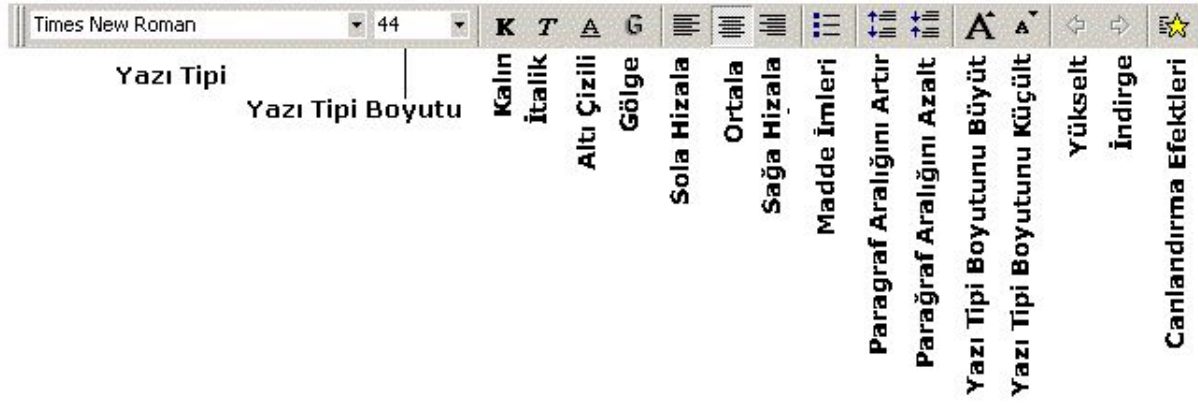 Times New Roman 44 K T A G A A
Yazı Tipi
Yazı Tipi Boyutu
Kalın
İtalik
Altı Çizili
Gölge
Sola Hizala
Ortala
Sağa Hizala
Madde İmleri
Paragraf Aralığını Artır
Parağraf Aralığını Azalt
Yazı Tipi Boyutunu Büyüt
Yazı Tipi Boyutunu Küçült
Yükselt
İndirge
Canlandırma Efektleri